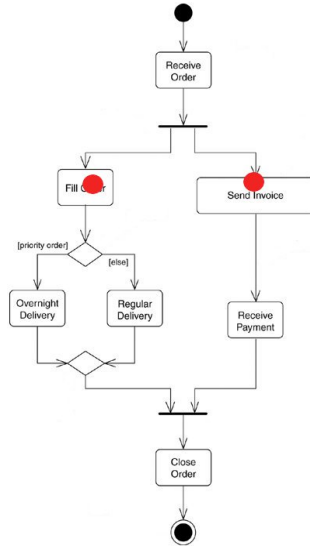 Receive
Order
Fill
Send Invoice
[priority order]
[else]
Overnight
Delivery
Regular
Delivery
Receive
Payment
Close
Order